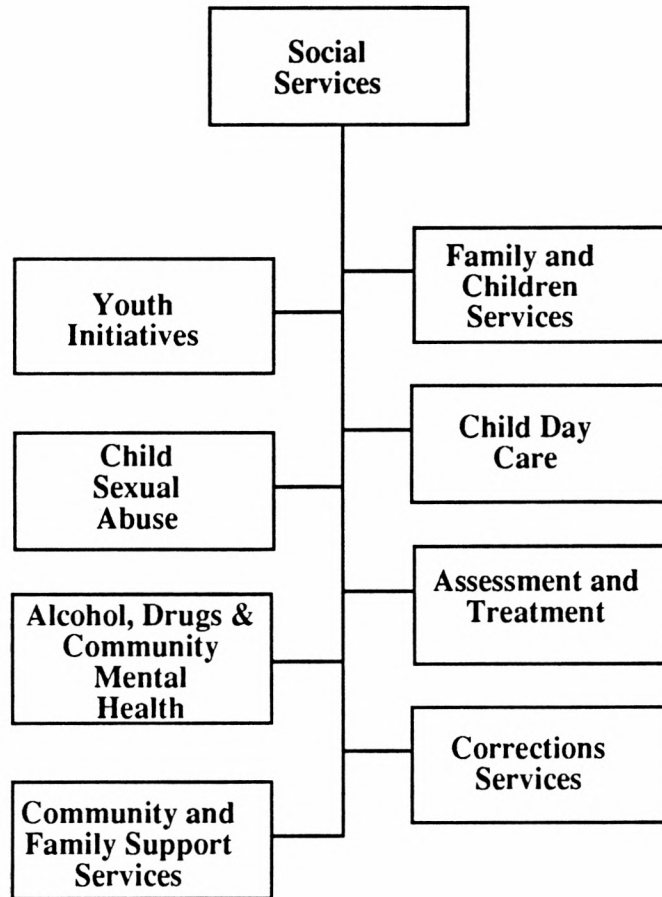 Social
Services
Family and
Children
Services
Youth
Initiatives
Child Day
Care
Child
Sexual
Abuse
Assessment and
Treatment
Alcohol, Drugs &
Community
Mental
Health
Corrections
Services
Community and
Family Support
Services